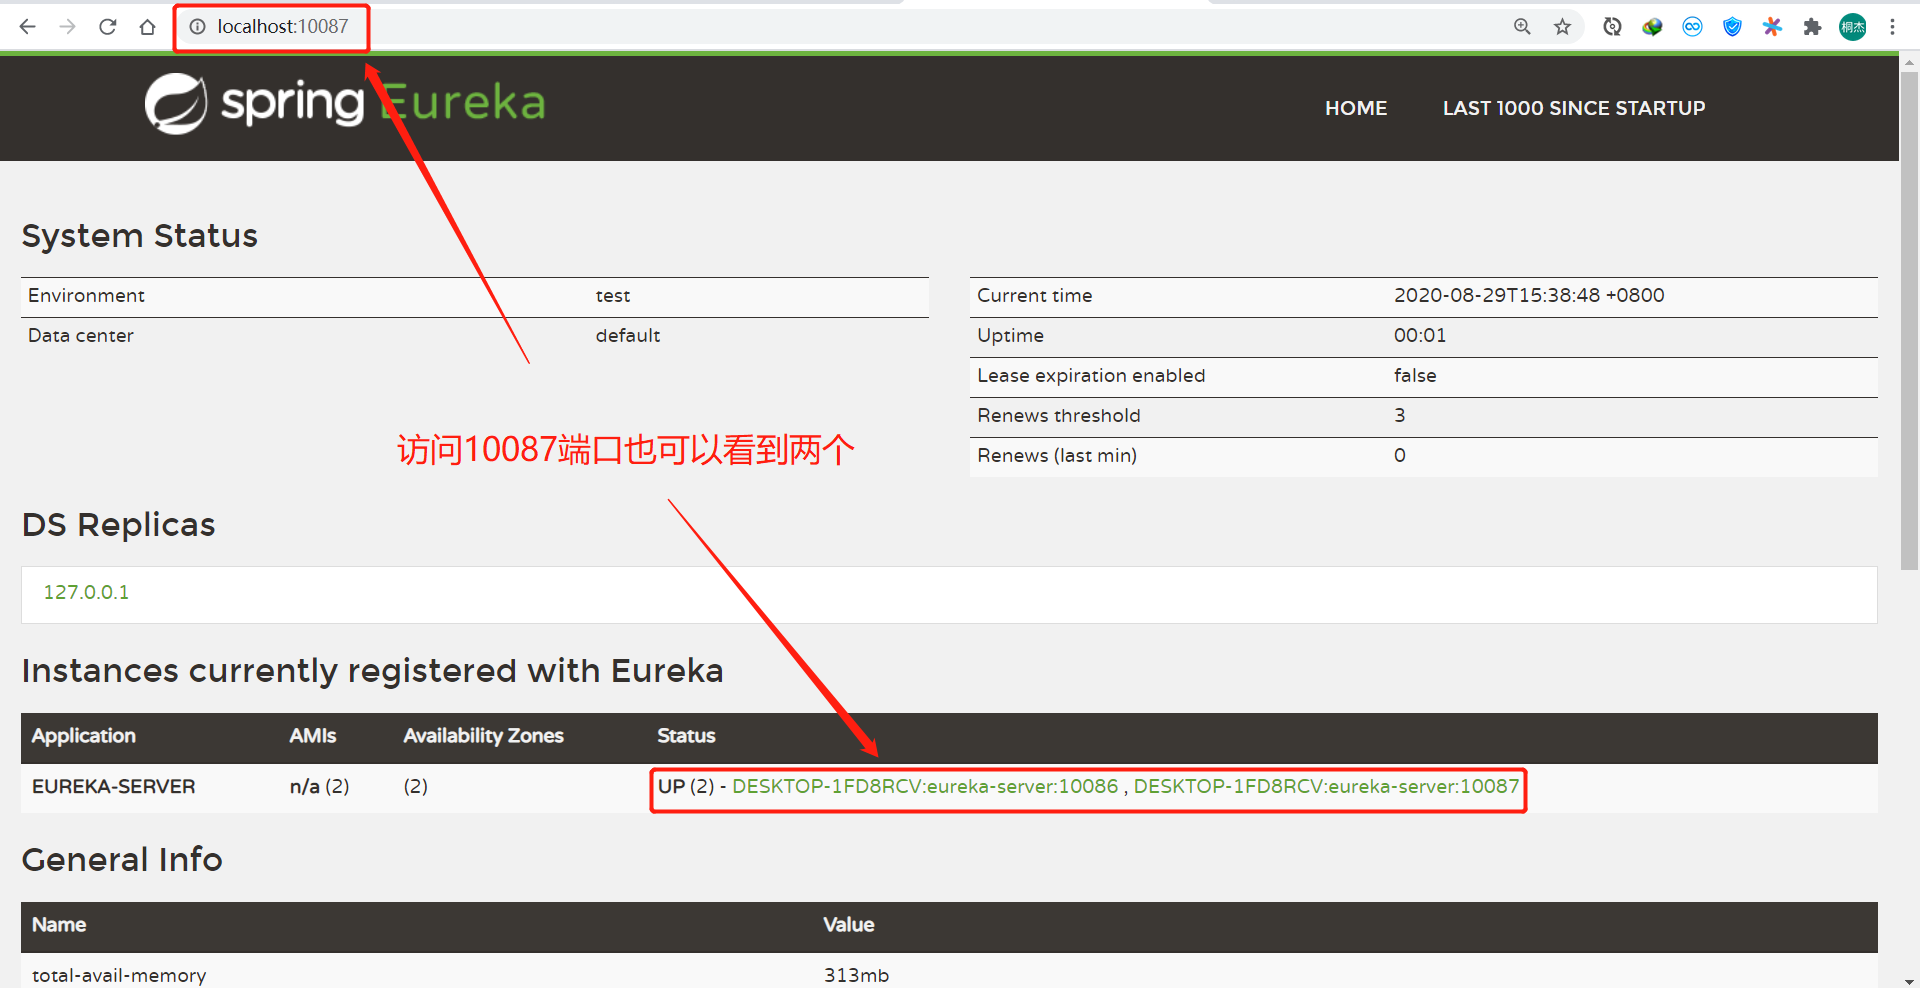 localhost:10087
桐杰
spring Eureka
HOME
LAST 1000 SINCE STARTUP
System Status
Environment test
Data center default
Current time 2020-08-29T15:38:48 +0800
Uptime 00:01
Lease expiration enabled false
Renews threshold 3
Renews (last min) 0
访问10087端口也可以看到两个
DS Replicas
127.0.0.1
Instances currently registered with Eureka
Application AMIs Availability Zones Status
EUREKA-SERVER n/a (2) (2) UP (2) - DESKTOP-1FD8RCV:eureka-server:10086 , DESKTOP-1FD8RCV:eureka-server:10087
General Info
Name Value
total-avail-memory 313mb